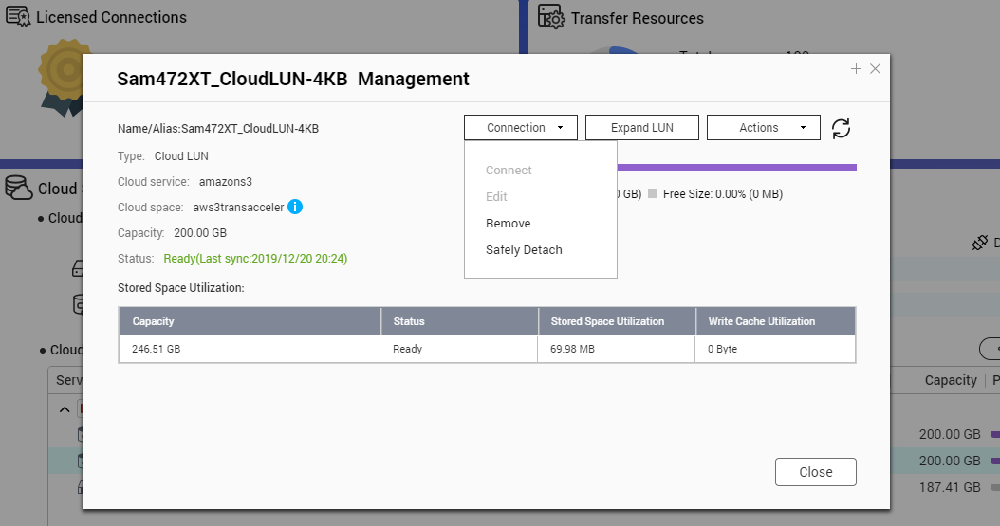 Licensed Connections
Transfer Resources
Sam472XT_CloudLUN-4KB Management
Name/Alias:Sam472XT_CloudLUN-4KB
Connection
Expand LUN
Actions
Type: Cloud LUN
Connect
Cloud service: amazons3
Edit
Cloud space: aws3transacceler
0 GB) Free Size: 0.00% (0 MB)
Capacity: 200.00 GB
Remove
Status: Ready(Last sync:2019/12/20 20:24)
Safely Detach
Stored Space Utilization:
Capacity Status Stored Space Utilization Write Cache Utilization
246.51 GB Ready 69.98 MB 0 Byte
Close
Cloud
• Cloud
• Cloud
Serv
Capacity
200.00 GB
200.00 GB
187.41 GB